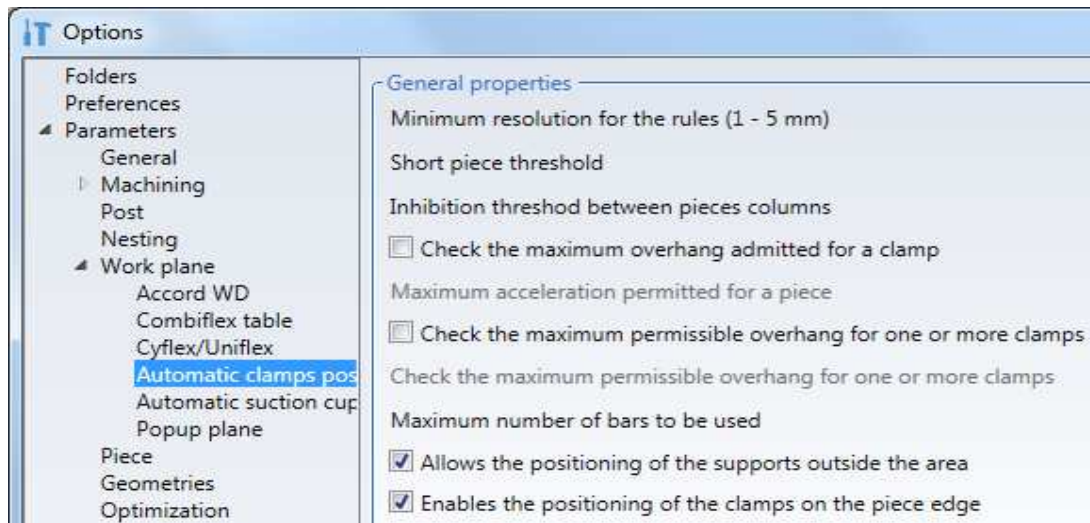 Options
Folders
Preferences
Parameters
General
Machining
Post
Nesting
Work plane
Accord WD
Combiflex table
Cyflex/Uniflex
Automatic clamps pos
Automatic suction cup
Popup plane
Piece
Geometries
Optimization
General properties
Minimum resolution for the rules (1 - 5 mm)
Short piece threshold
Inhibition threshod between pieces columns
Check the maximum overhang admitted for a clamp
Maximum acceleration permitted for a piece
Check the maximum permissible overhang for one or more clamps
Check the maximum permissible overhang for one or more clamps
Maximum number of bars to be used
Allows the positioning of the supports outside the area
Enables the positioning of the clamps on the piece edge